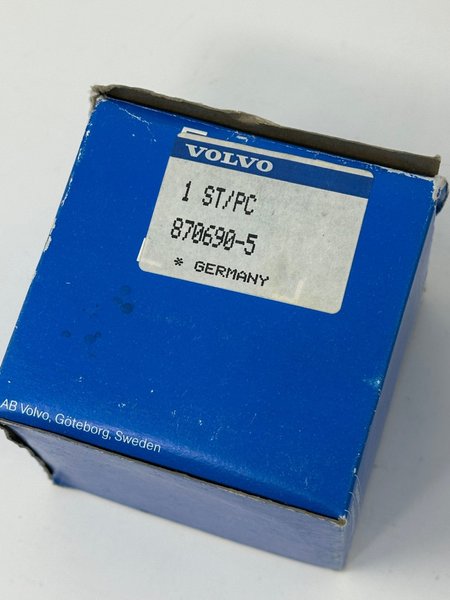 VOLVO
1 ST/PC
870690-5
* GERMANY
AB Volvo, Göteborg, Sweden